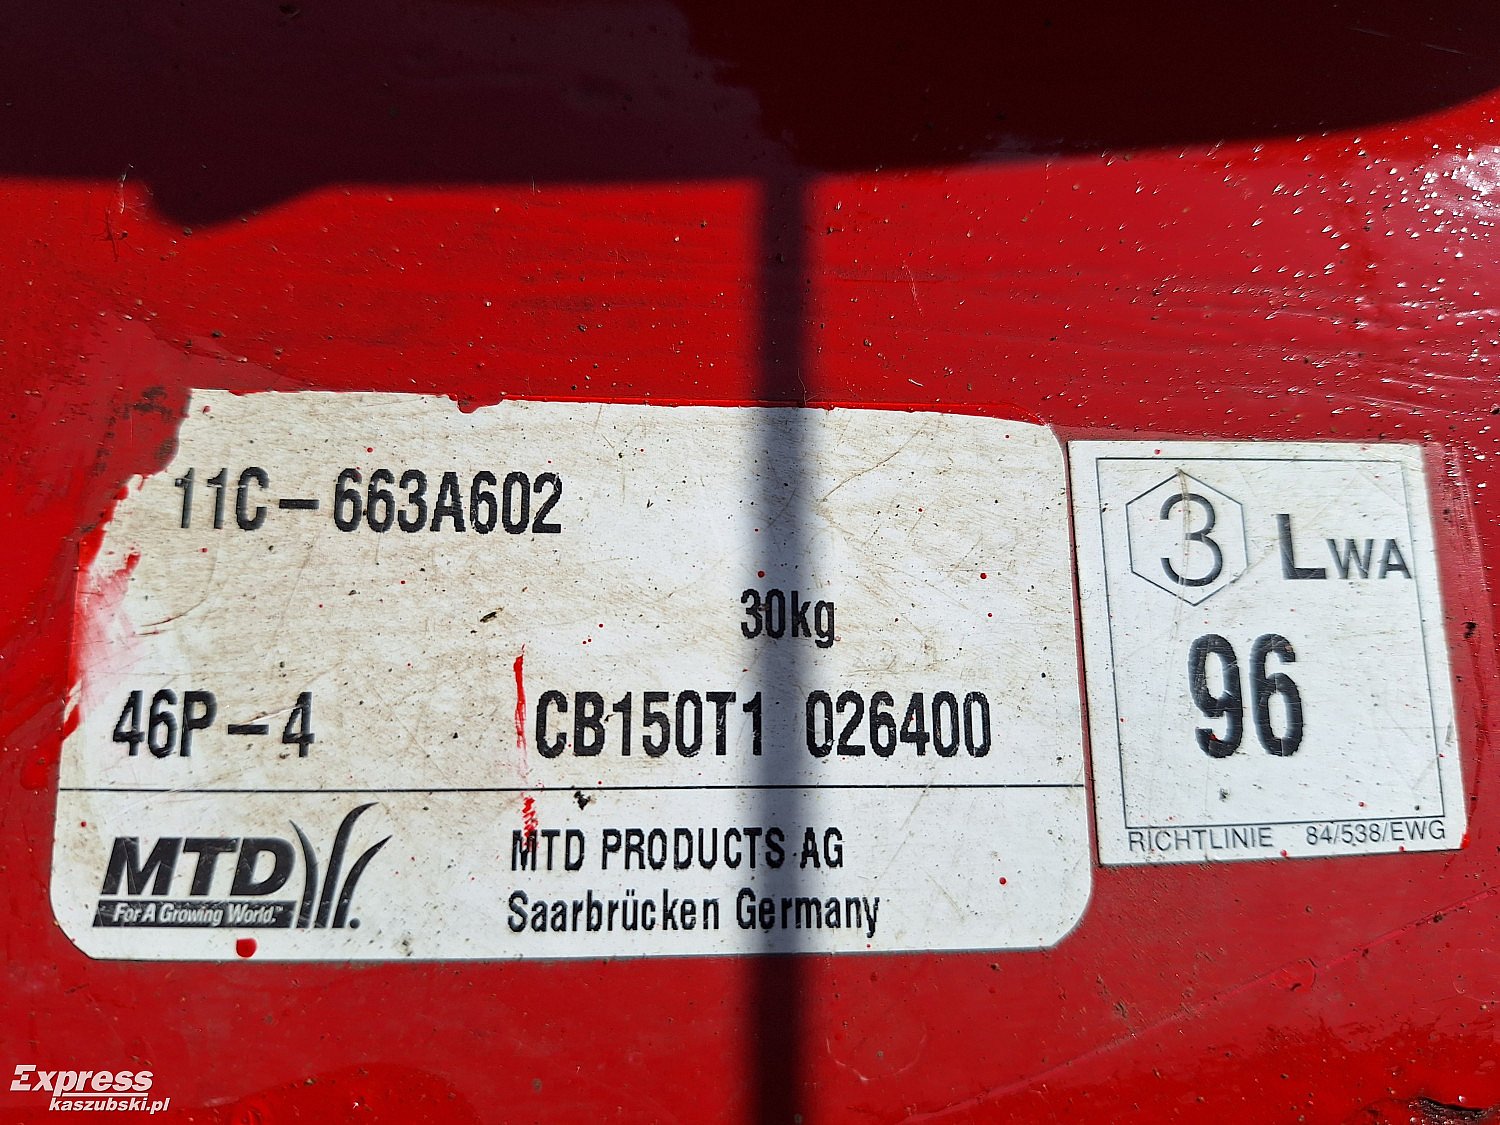 11C-663A602
30kg
46P-4 CB150T1 026400
MTD
For A Growing World.™
MTD PRODUCTS AG
Saarbrücken Germany
3 LWA
96
RICHTLINIE 84/538/EWG
Express
kaszubski.pl